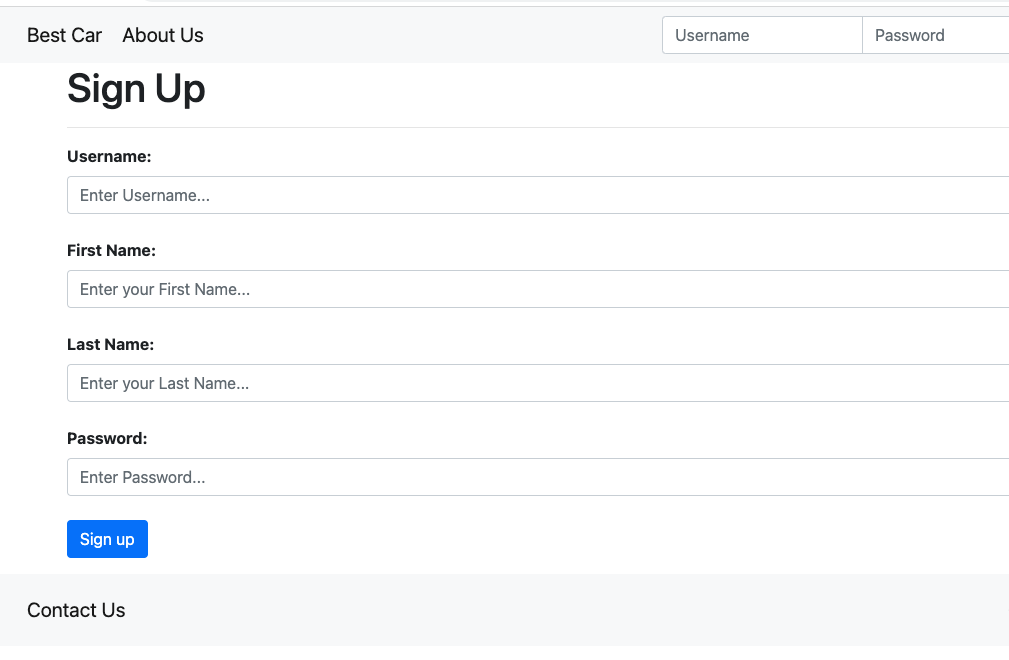 Best Car About Us Username Password
Sign Up
Username:
Enter Username...
First Name:
Enter your First Name...
Last Name:
Enter your Last Name...
Password:
Enter Password...
Sign up
Contact Us